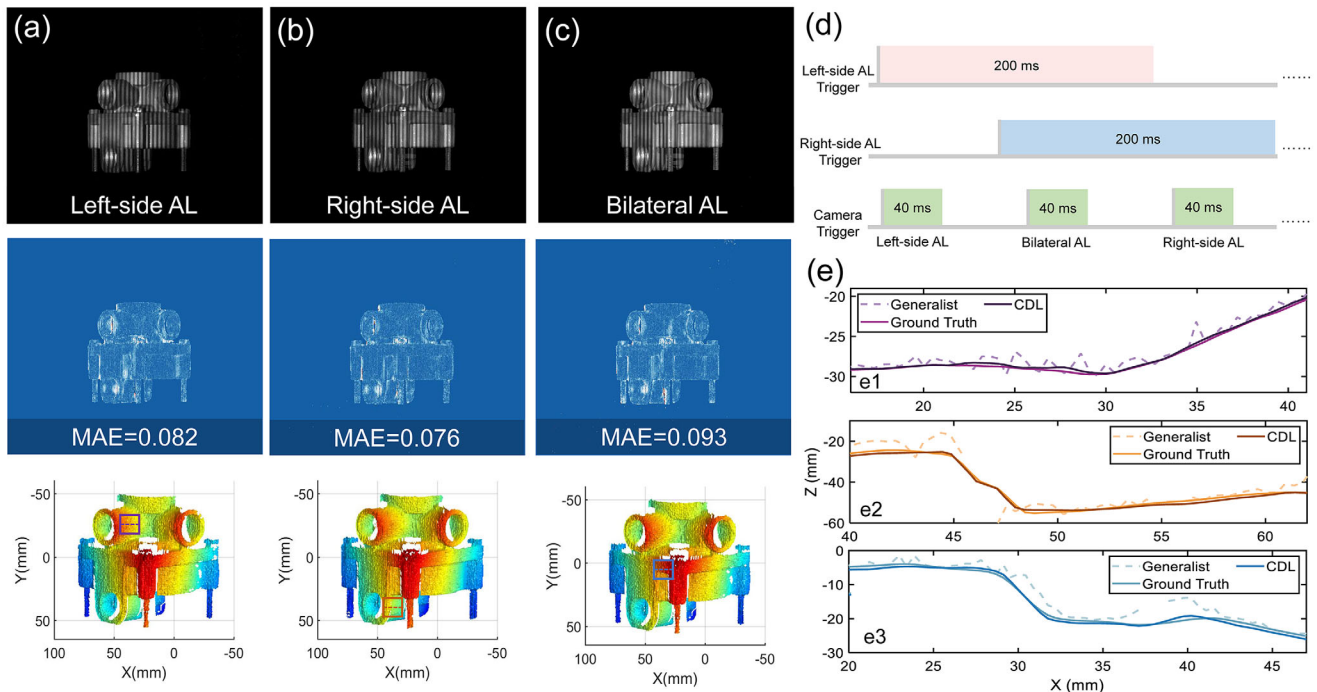 (a)
Left-side AL
(b)
Right-side AL
(c)
Bilateral AL
MAE=0.082
MAE=0.076
MAE=0.093
-50
0
50
Y(mm)
100 50 0 -50
X(mm)
-50
0
50
Y(mm)
100 50 0 -50
X(mm)
-50
0
50
Y(mm)
100 50 0 -50
X(mm)
(d)
Left-side AL
Trigger
200 ms
......
Right-side AL
Trigger
200 ms
......
Camera
Trigger
40 ms
40 ms
40 ms
......
Left-side AL
Bilateral AL
Right-side AL
(e)
-20
-25
-30
Generalist
CDL
Ground Truth
e1
20 25 30 35 40
Z (mm)
-20
-40
-60
Generalist
CDL
Ground Truth
e2
40 45 50 55 60
0
-10
-20
-30
Generalist
CDL
Ground Truth
e3
20 25 30 35 40 45
X (mm)